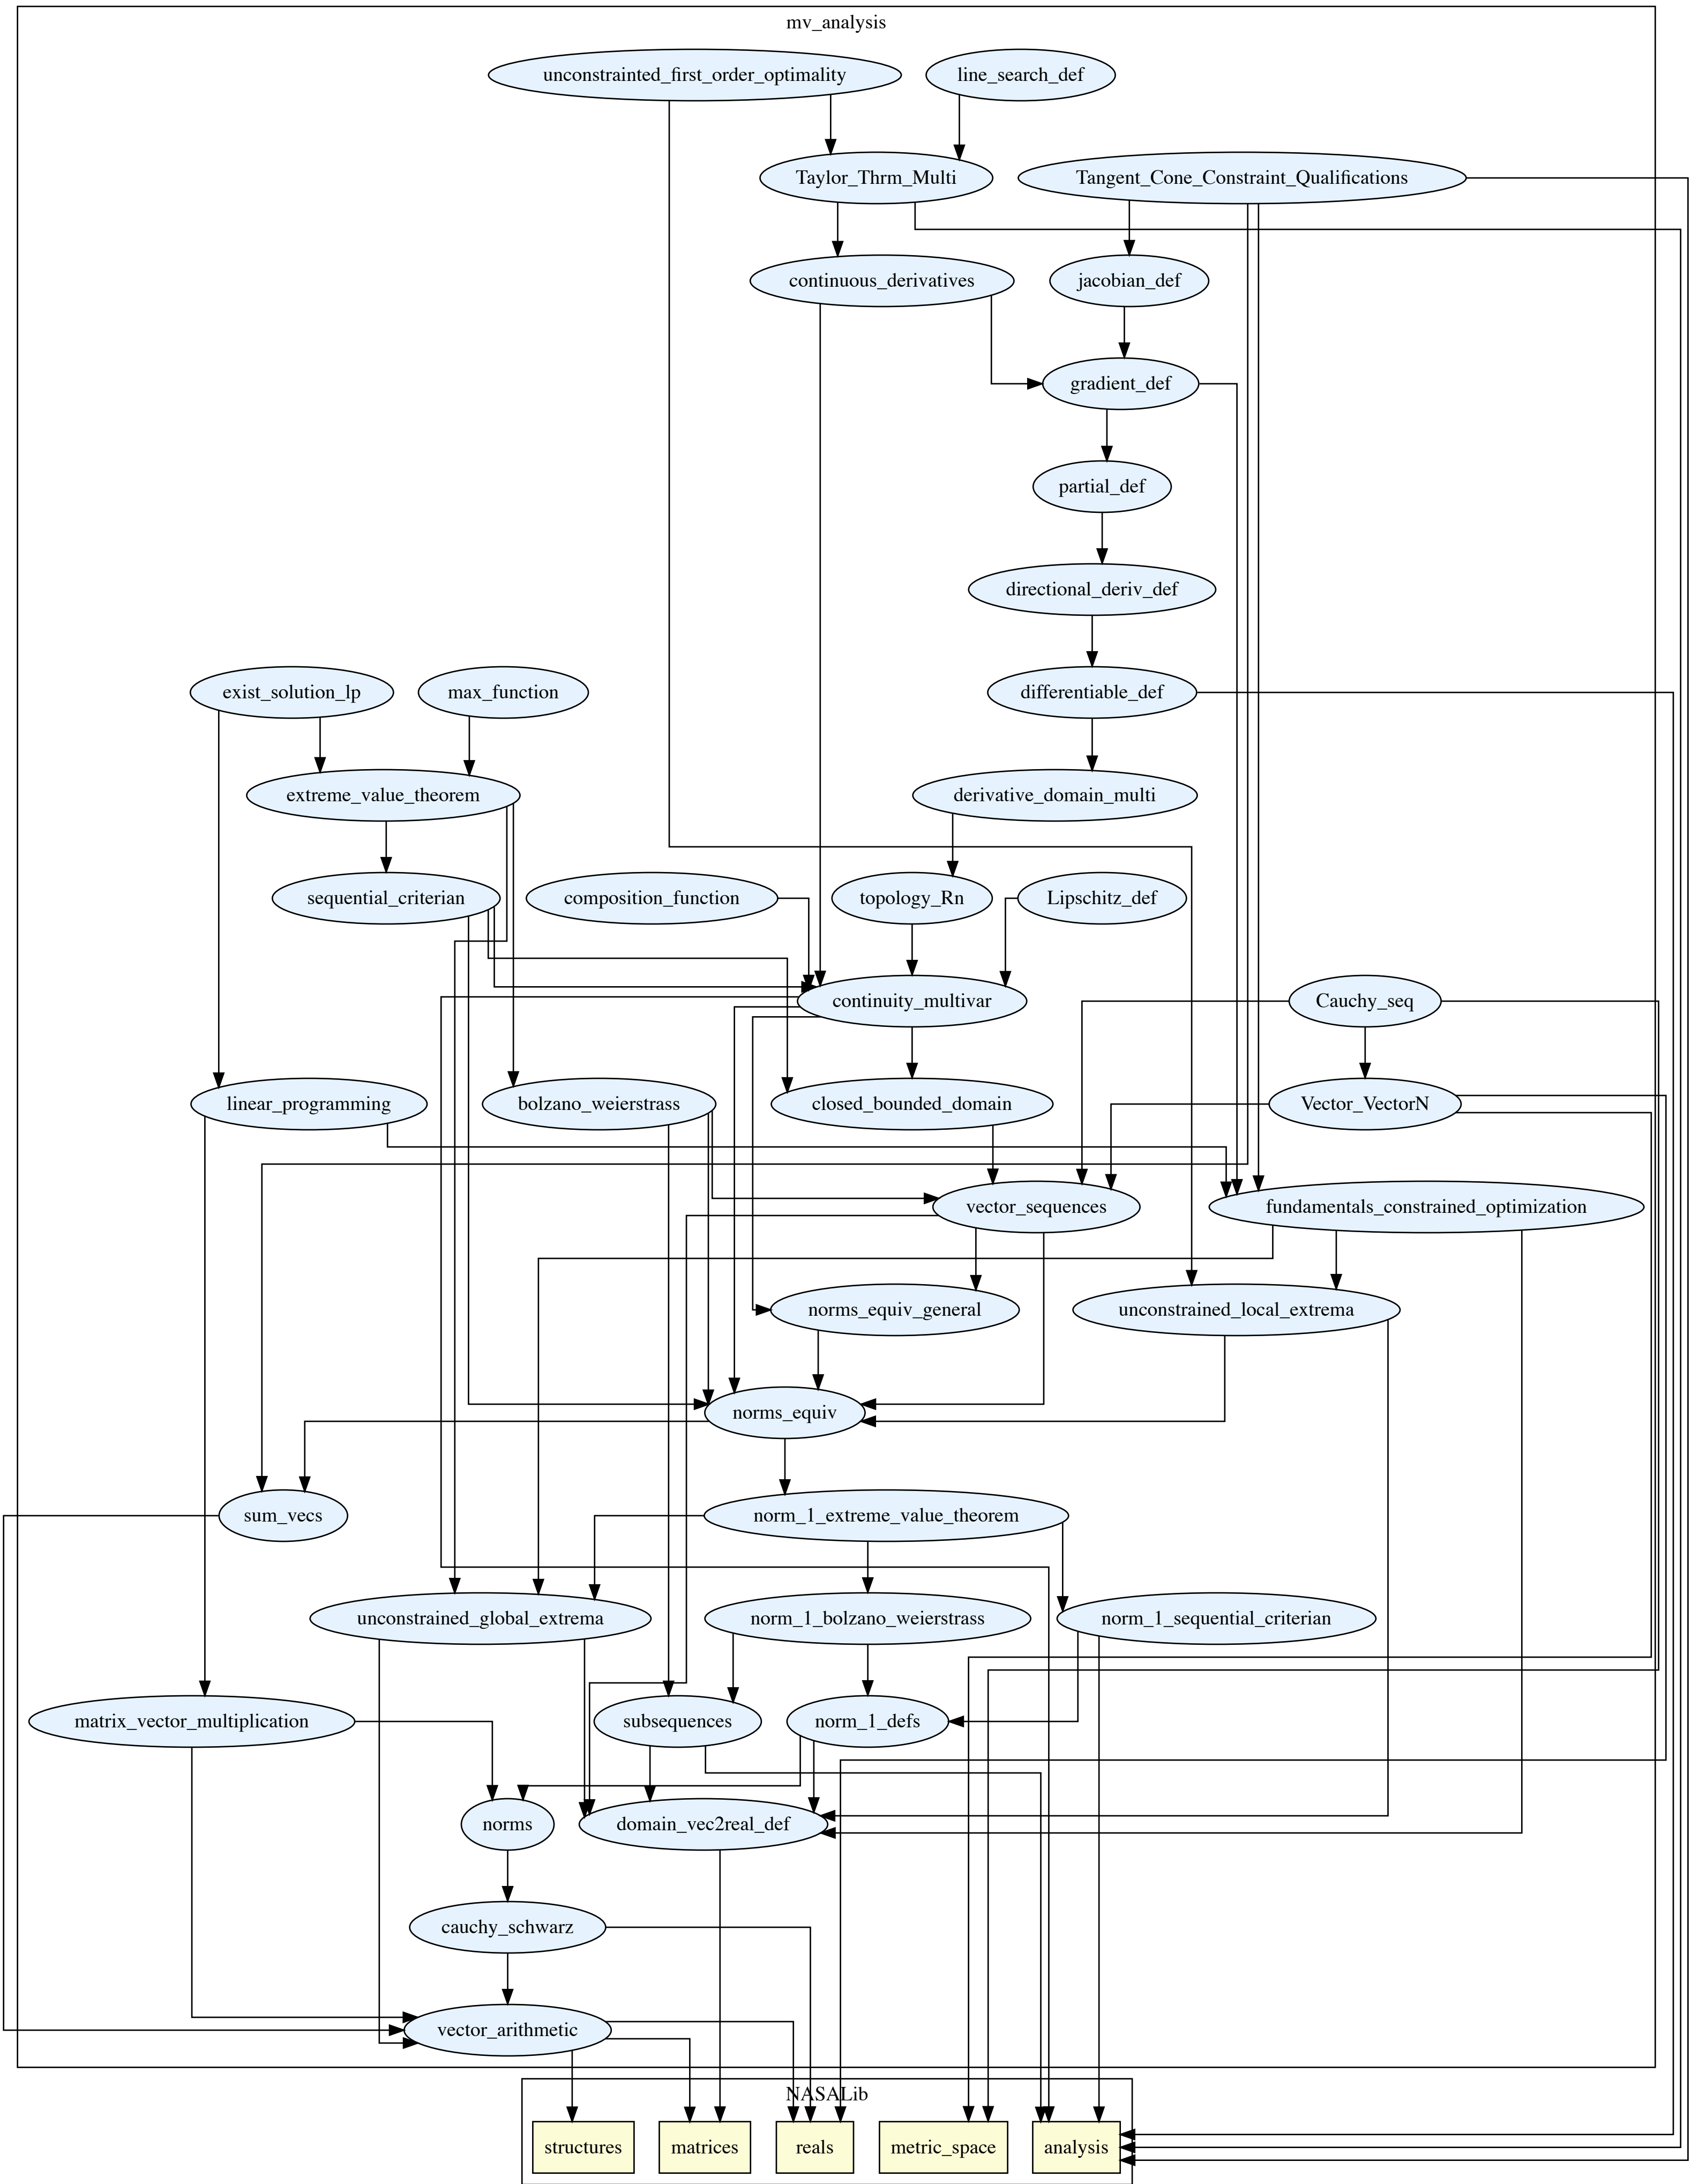 mv_analysis
unconstrainted_first_order_optimality
line_search_def
Taylor_Thrm_Multi
Tangent_Cone_Constraint_Qualifications
continuous_derivatives
jacobian_def
gradient_def
partial_def
directional_deriv_def
exist_solution_lp
max_function
differentiable_def
extreme_value_theorem
derivative_domain_multi
sequential_criterian
composition_function
topology_Rn
Lipschitz_def
continuity_multivar
Cauchy_seq
linear_programming
bolzano_weierstrass
closed_bounded_domain
Vector_VectorN
vector_sequences
fundamentals_constrained_optimization
norms_equiv_general
unconstrained_local_extrema
norms_equiv
sum_vecs
norm_1_extreme_value_theorem
unconstrained_global_extrema
norm_1_bolzano_weierstrass
norm_1_sequential_criterian
matrix_vector_multiplication
subsequences
norm_1_defs
norms
domain_vec2real_def
cauchy_schwarz
vector_arithmetic
NASALib
structures
matrices
reals
metric_space
analysis